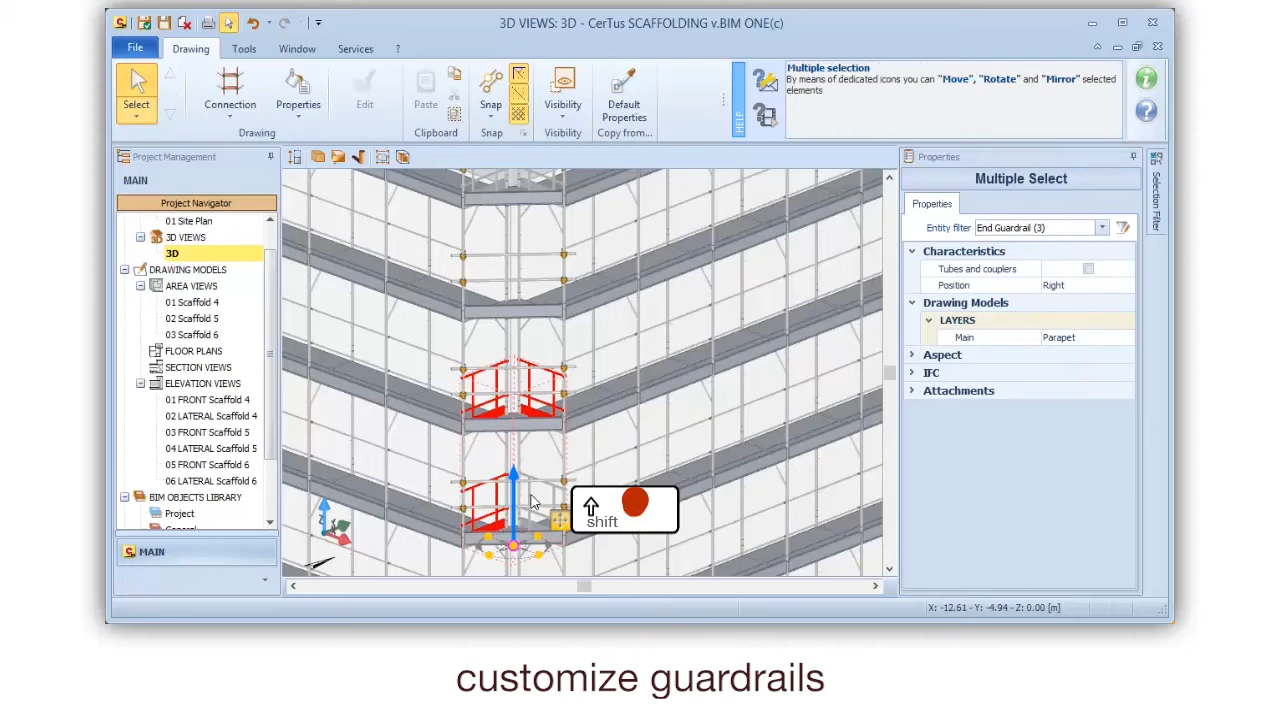 3D VIEWS: 3D - CerTus SCAFFOLDING v.BIM ONE(c)
File
Drawing
Tools
Window
Services
?
Select
Connection
Properties
Edit
Drawing
Paste
Clipboard
Snap
Snap
Visibility
Visibility
Default
Properties
Copy from...
HELP
Multiple selection
By means of dedicated icons you can "Move", "Rotate" and "Mirror" selected
elements
Project Management
MAIN
Project Navigator
01 Site Plan
3D VIEWS
3D
DRAWING MODELS
AREA VIEWS
01 Scaffold 4
02 Scaffold 5
03 Scaffold 6
FLOOR PLANS
SECTION VIEWS
ELEVATION VIEWS
01 FRONT Scaffold 4
02 LATERAL Scaffold 4
03 FRONT Scaffold 5
04 LATERAL Scaffold 5
05 FRONT Scaffold 6
06 LATERAL Scaffold 6
BIM OBJECTS LIBRARY
Project
MAIN
shift
Properties
Multiple Select
Properties
Entity filter End Guardrail (3)
Characteristics
Tubes and couplers
Position Right
Drawing Models
LAYERS
Main Parapet
Aspect
IFC
Attachments
Selection Filter
X: -12.61 - Y: -4.94 - Z: 0.00 [m]
customize guardrails